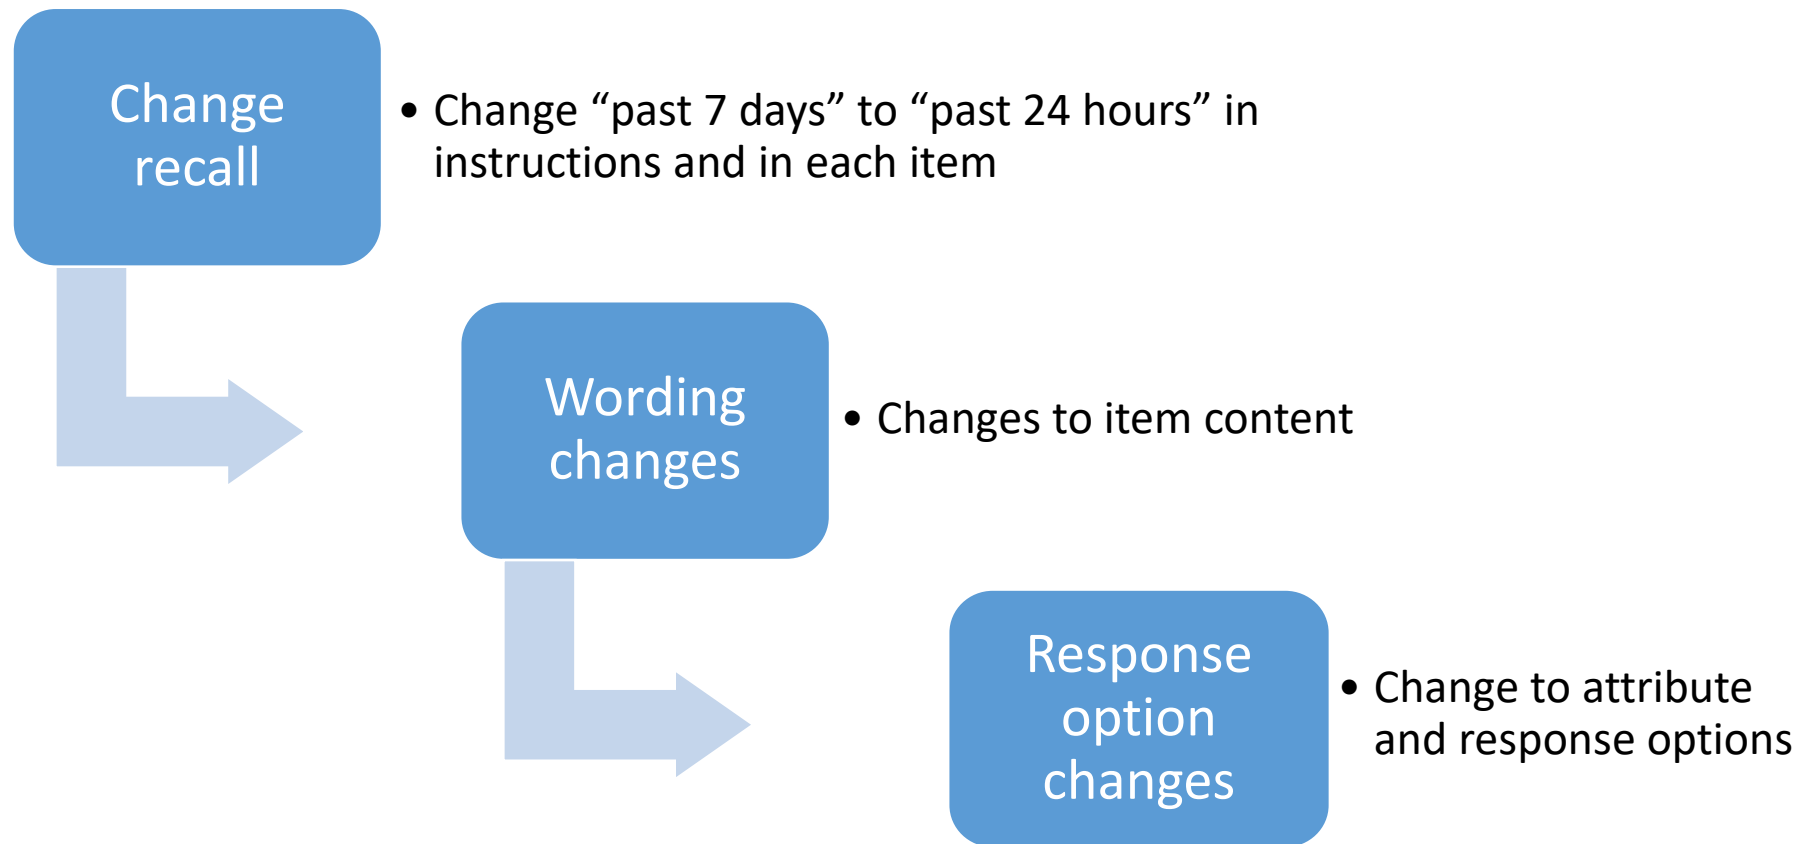 Change
recall
• Change “past 7 days” to “past 24 hours” in
instructions and in each item
Wording
changes
• Changes to item content
Response
option
changes
• Change to attribute
and response options